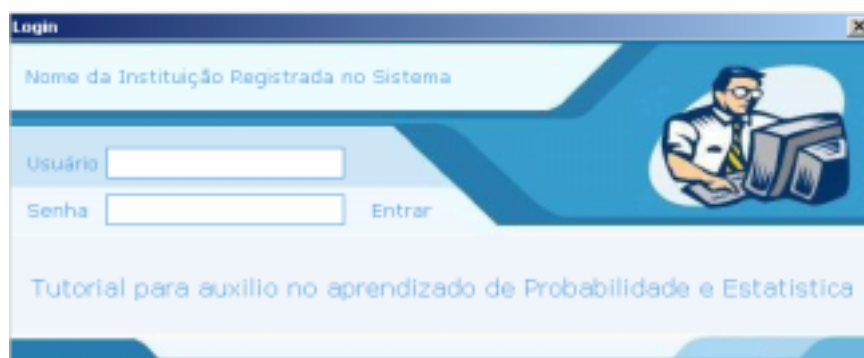 Login
Nome da Instituição Registrada no Sistema
Usuário
Senha Entrar
Tutorial para auxilio no aprendizado de Probabilidade e Estatistica